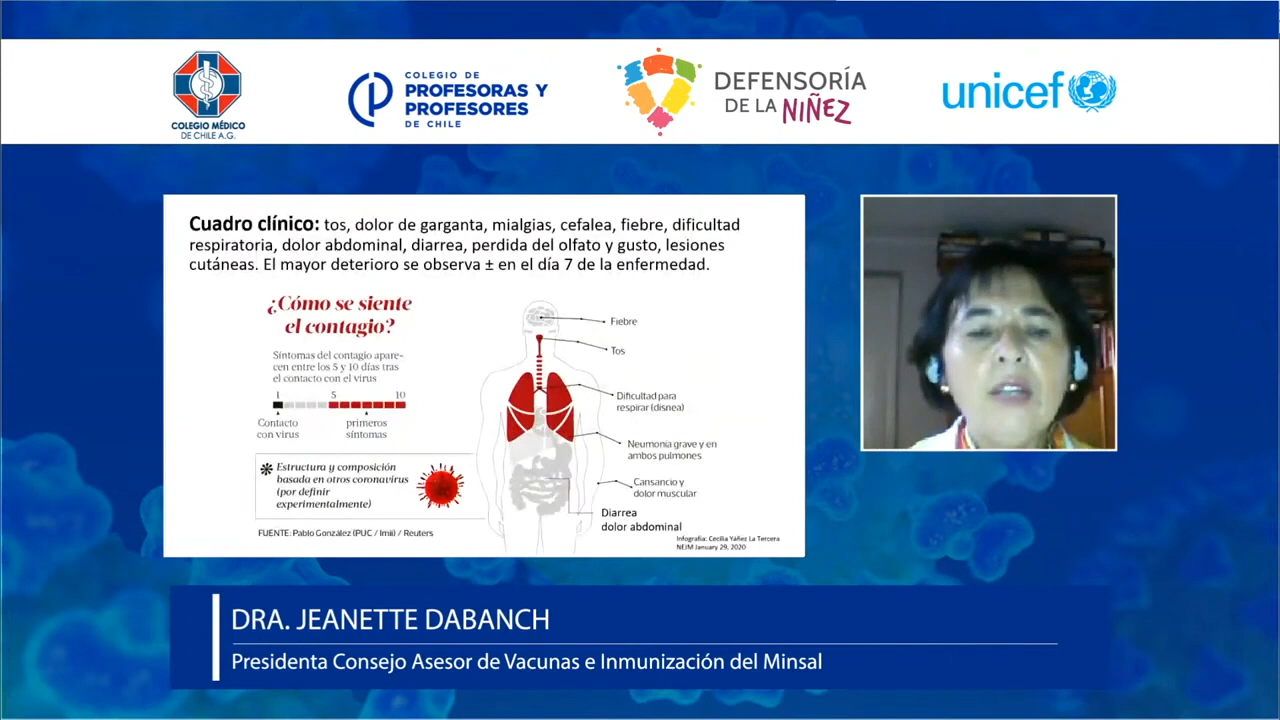 COLEGIO MÉDICO
DE CHILE A.G.
COLEGIO DE
PROFESORAS Y
PROFESORES
DE CHILE
DEFENSORÍA
DE LA NIÑEZ
unicef
Cuadro clínico: tos, dolor de garganta, mialgias, cefalea, fiebre, dificultad
respiratoria, dolor abdominal, diarrea, perdida del olfato y gusto, lesiones
cutáneas. El mayor deterioro se observa ± en el día 7 de la enfermedad.
¿Cómo se siente
el contagio?
Síntomas del contagio apare-
cen entre los 5 y 10 días tras
el contacto con el virus
1 5 10
Contacto
con virus
primeros
síntomas
* Estructura y composición
basada en otros coronavirus
(por definir
experimentalmente)
FUENTE: Pablo González (PUC / Imii) / Reuters
Fiebre
Tos
Dificultad para
respirar (disnea)
Neumonía grave y en
ambos pulmones
Cansancio y
dolor muscular
Diarrea
dolor abdominal
Infografía: Cecilia Yáñez La Tercera
NEJM January 29, 2020
DRA. JEANETTE DABANCH
Presidenta Consejo Asesor de Vacunas e Inmunización del Minsal